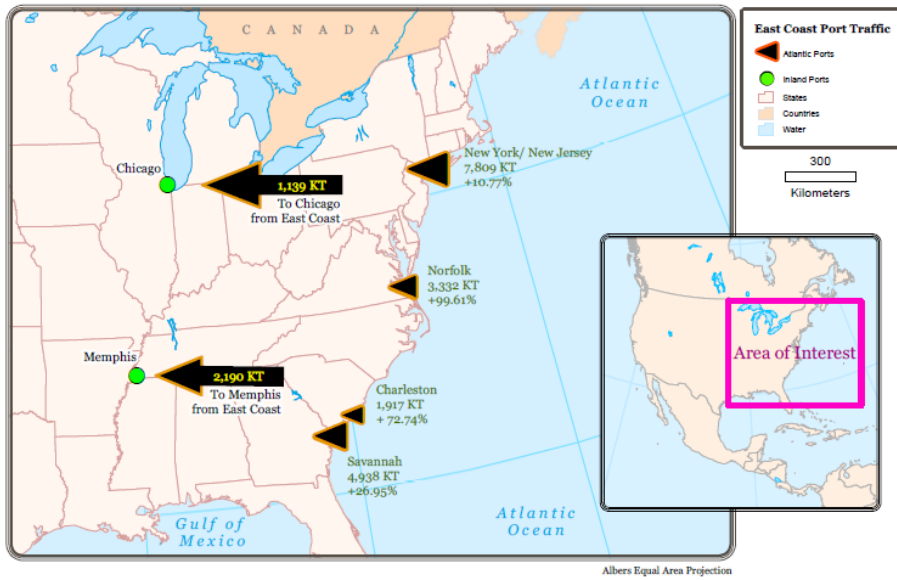 CANADA
Atlantic
Ocean
Chicago
1,139 KT
To Chicago
from East Coast
New York/ New Jersey
7,809 KT
+10.77%
Norfolk
3,332 KT
+99.61%
Memphis
2,190 KT
To Memphis
from East Coast
Charleston
1,917 KT
+ 72.74%
Savannah
4,938 KT
+26.95%
Gulf of
Mexico
Atlantic
Ocean
East Coast Port Traffic
Atlantic Ports
Inland Ports
States
Countries
Water
300
Kilometers
Area of Interest
Albers Equal Area Projection